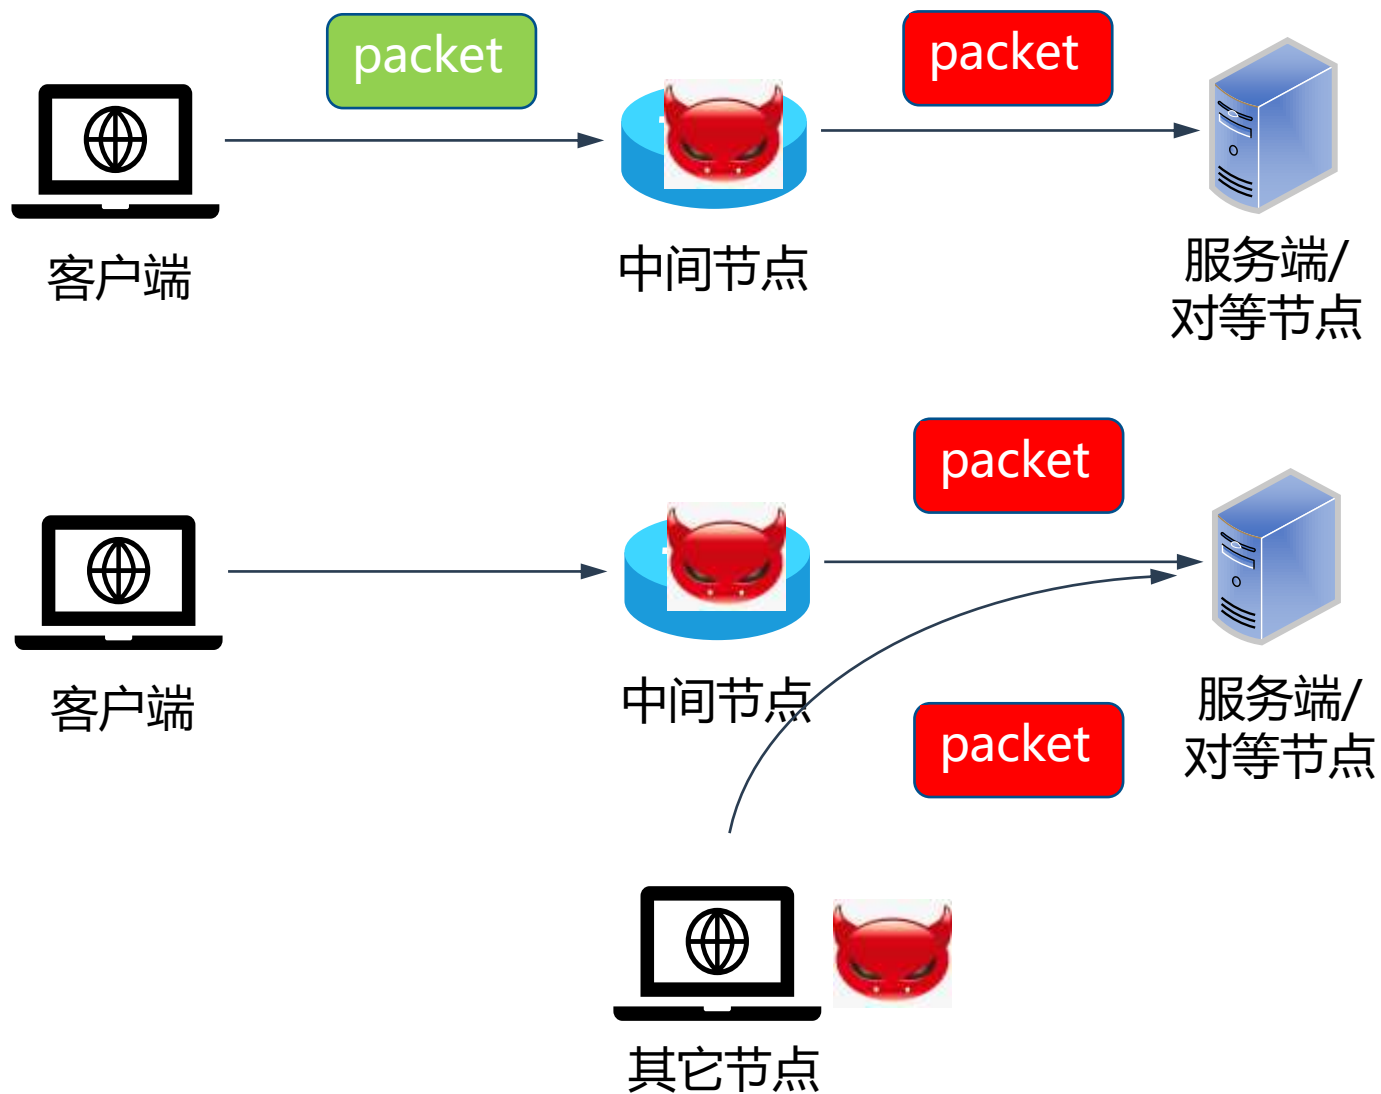 packet
packet
客户端
中间节点
服务端/
对等节点
packet
客户端
中间节点
服务端/
对等节点
packet
其它节点